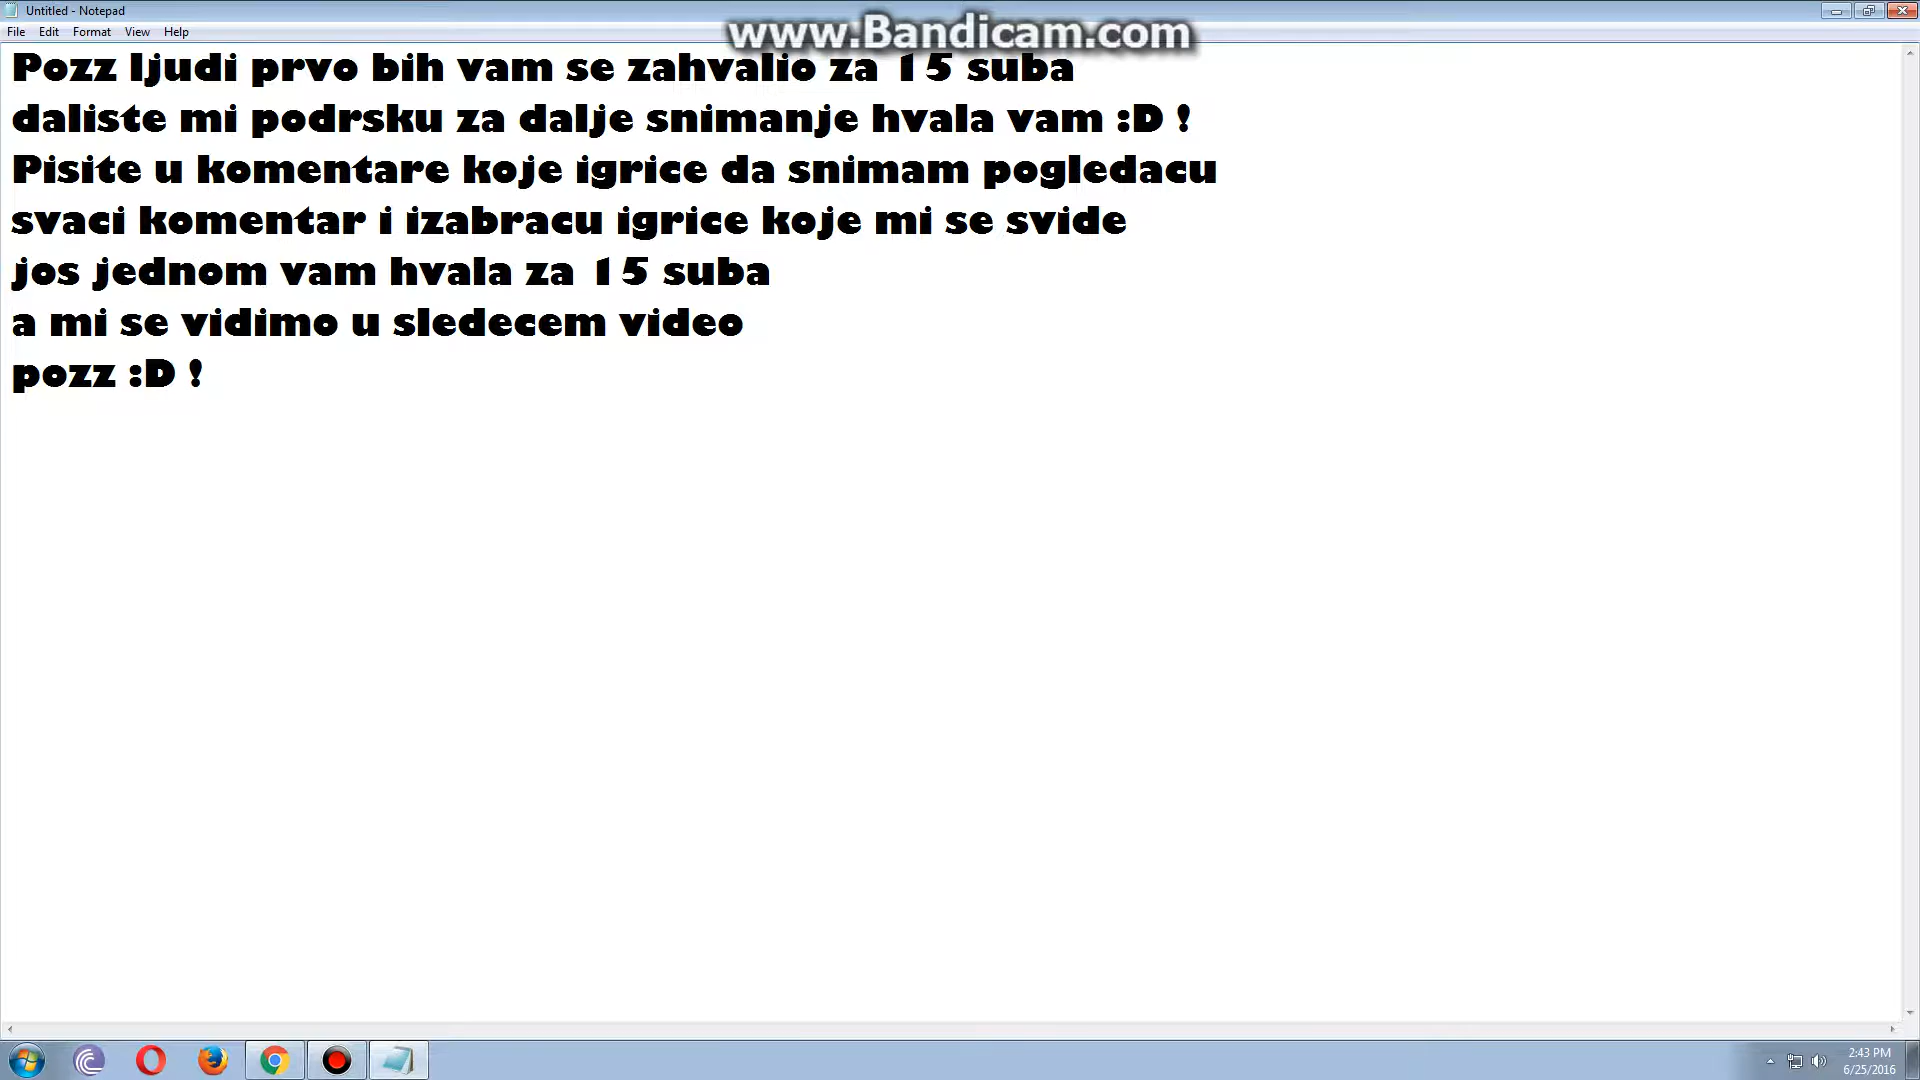 Untitled - Notepad
www.Bandicam.com
File Edit Format View Help
Pozz ljudi prvo bih vam se zahvalio za 15 suba
daliste mi podrsku za dalje snimanje hvala vam :D !
Pisite u komentare koje igrice da snimam pogledacu
svaci komentar i izabracu igrice koje mi se svide
jos jednom vam hvala za 15 suba
a mi se vidimo u sledecem video
pozz :D !
2:43 PM
6/25/2016